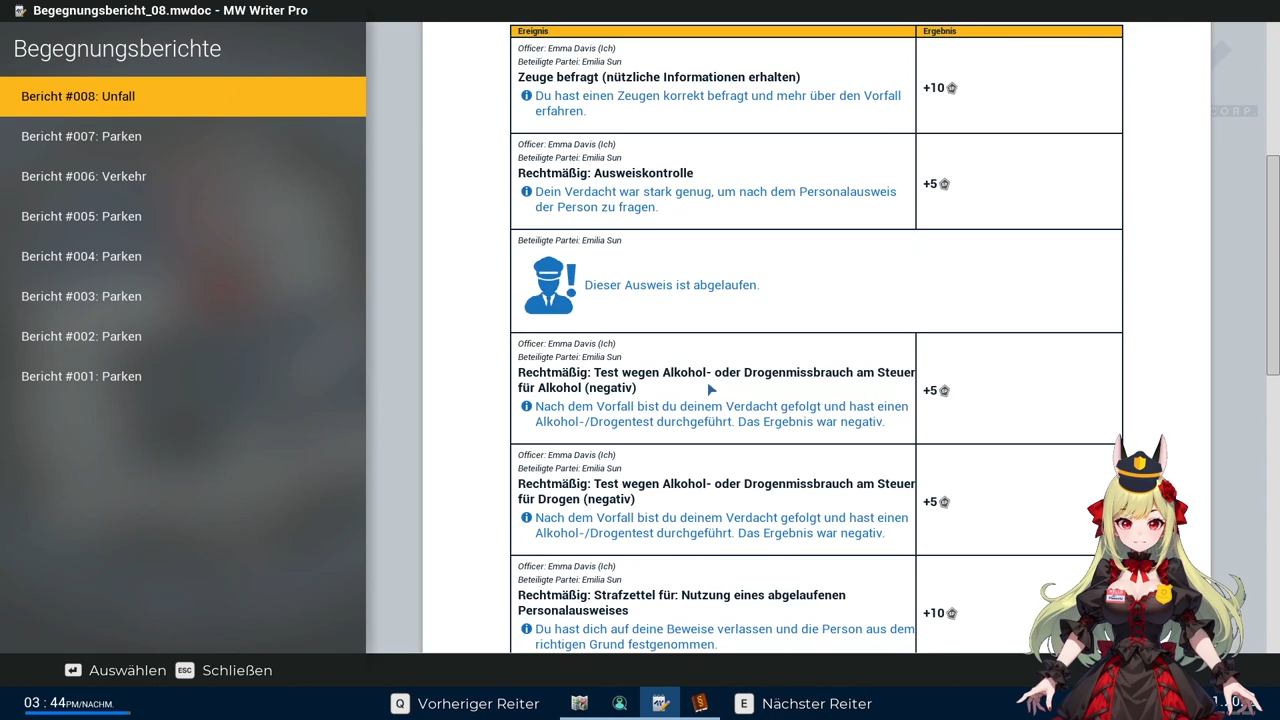 Begegnungsbericht_08.mwdoc - MW Writer Pro
Begegnungsberichte
Bericht #008: Unfall
Bericht #007: Parken
Bericht #006: Verkehr
Bericht #005: Parken
Bericht #004: Parken
Bericht #003: Parken
Bericht #002: Parken
Bericht #001: Parken
Ereignis
Ergebnis
Officer: Emma Davis (Ich)
Beteiligte Partei: Emilia Sun
Zeuge befragt (nützliche Informationen erhalten)
Du hast einen Zeugen korrekt befragt und mehr über den Vorfall
erfahren.
+10
Officer: Emma Davis (Ich)
Beteiligte Partei: Emilia Sun
Rechtmäßig: Ausweiskontrolle
Dein Verdacht war stark genug, um nach dem Personalausweis
der Person zu fragen.
+5
Beteiligte Partei: Emilia Sun
Dieser Ausweis ist abgelaufen.
Officer: Emma Davis (Ich)
Beteiligte Partei: Emilia Sun
Rechtmäßig: Test wegen Alkohol- oder Drogenmissbrauch am Steuer
für Alkohol (negativ)
Nach dem Vorfall bist du deinem Verdacht gefolgt und hast einen
Alkohol-/Drogentest durchgeführt. Das Ergebnis war negativ.
+5
Officer: Emma Davis (Ich)
Beteiligte Partei: Emilia Sun
Rechtmäßig: Test wegen Alkohol- oder Drogenmissbrauch am Steuer
für Drogen (negativ)
Nach dem Vorfall bist du deinem Verdacht gefolgt und hast einen
Alkohol-/Drogentest durchgeführt. Das Ergebnis war negativ.
+5
Officer: Emma Davis (Ich)
Beteiligte Partei: Emilia Sun
Rechtmäßig: Strafzettel für: Nutzung eines abgelaufenen
Personalausweises
Du hast dich auf deine Beweise verlassen und die Person aus dem
richtigen Grund festgenommen.
+10
CORP.
Auswählen ESC Schließen
03 : 44PM/NACHM.
Q Vorheriger Reiter
E Nächster Reiter